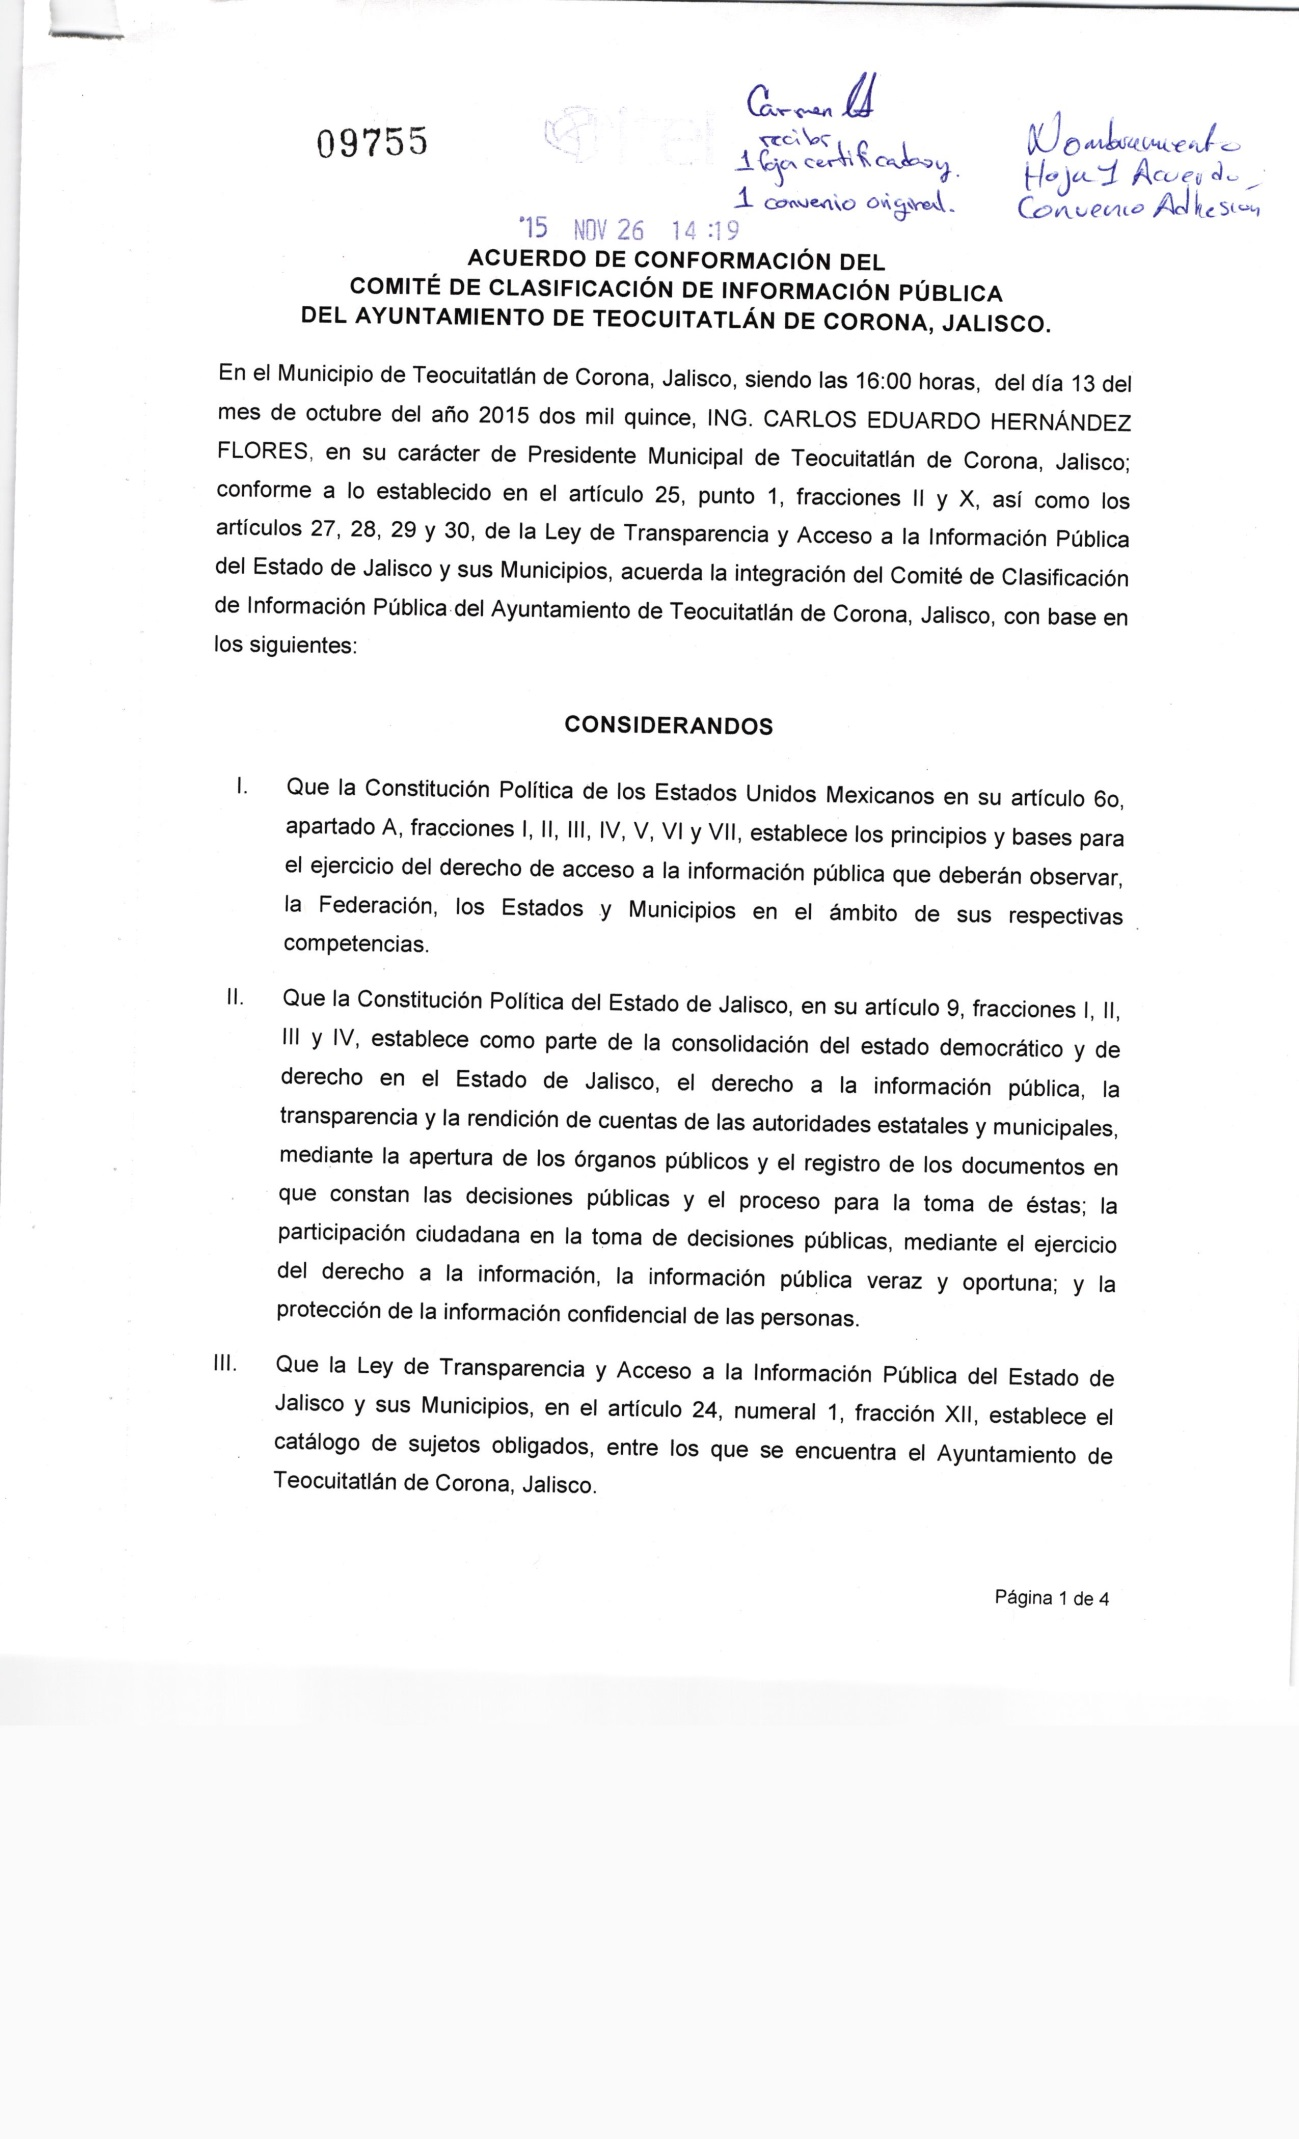 09755
Carmen
recibi
1 foja certificada y
1 convenio original.
Nombramiento
Hoja 1 Acuerdo
Convenio Adhesion
'15 NOV 26 14:19
ACUERDO DE CONFORMACIÓN DEL
COMITÉ DE CLASIFICACIÓN DE INFORMACIÓN PÚBLICA
DEL AYUNTAMIENTO DE TEOCUITATLÁN DE CORONA, JALISCO.
En el Municipio de Teocuitatlán de Corona, Jalisco, siendo las 16:00 horas, del día 13 del
mes de octubre del año 2015 dos mil quince, ING. CARLOS EDUARDO HERNÁNDEZ
FLORES, en su carácter de Presidente Municipal de Teocuitatlán de Corona, Jalisco;
conforme a lo establecido en el artículo 25, punto 1, fracciones II y X, así como los
artículos 27, 28, 29 y 30, de la Ley de Transparencia y Acceso a la Información Pública
del Estado de Jalisco y sus Municipios, acuerda la integración del Comité de Clasificación
de Información Pública del Ayuntamiento de Teocuitatlán de Corona, Jalisco, con base en
los siguientes:
CONSIDERANDOS
I. Que la Constitución Política de los Estados Unidos Mexicanos en su artículo 6o,
apartado A, fracciones I, II, III, IV, V, VI y VII, establece los principios y bases para
el ejercicio del derecho de acceso a la información pública que deberán observar,
la Federación, los Estados y Municipios en el ámbito de sus respectivas
competencias.
II. Que la Constitución Política del Estado de Jalisco, en su artículo 9, fracciones I, II,
III y IV, establece como parte de la consolidación del estado democrático y de
derecho en el Estado de Jalisco, el derecho a la información pública, la
transparencia y la rendición de cuentas de las autoridades estatales y municipales,
mediante la apertura de los órganos públicos y el registro de los documentos en
que constan las decisiones públicas y el proceso para la toma de éstas; la
participación ciudadana en la toma de decisiones públicas, mediante el ejercicio
del derecho a la información, la información pública veraz y oportuna; y la
protección de la información confidencial de las personas.
III. Que la Ley de Transparencia y Acceso a la Información Pública del Estado de
Jalisco y sus Municipios, en el artículo 24, numeral 1, fracción XII, establece el
catálogo de sujetos obligados, entre los que se encuentra el Ayuntamiento de
Teocuitatlán de Corona, Jalisco.
Página 1 de 4